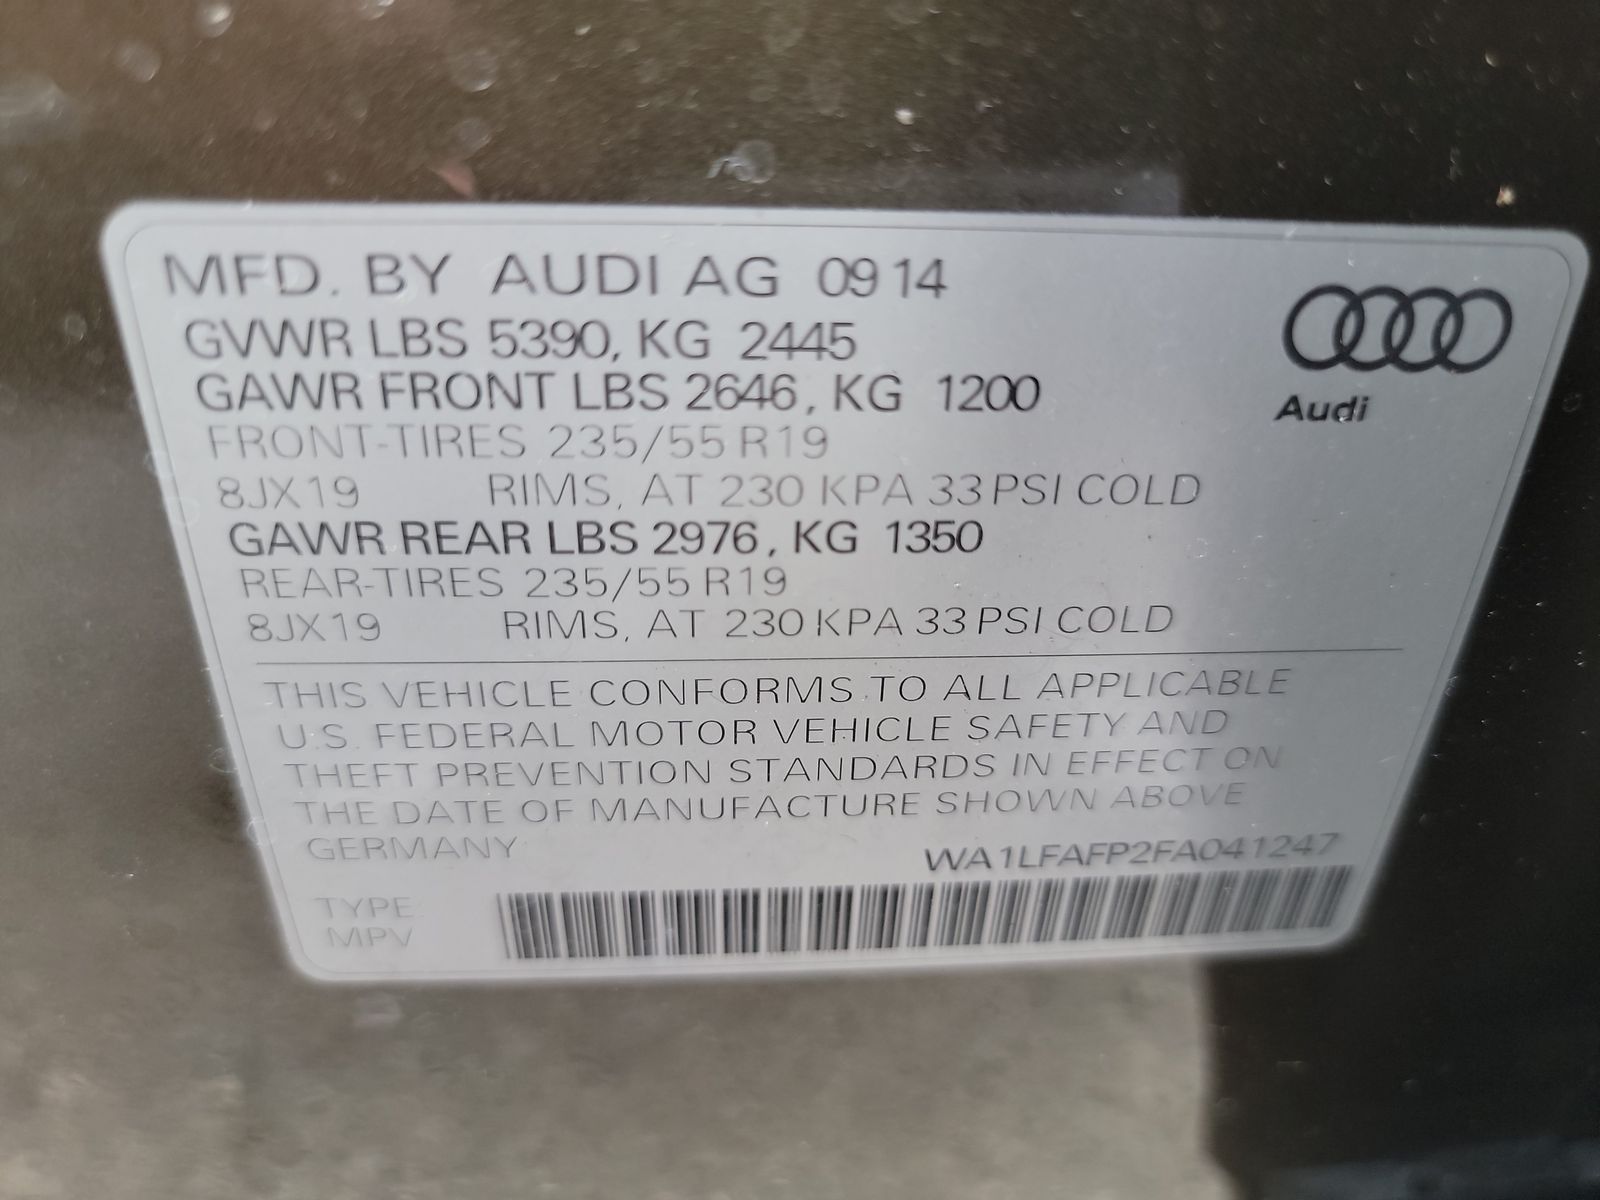 MFD. BY AUDI AG 09 14
GVWR LBS 5390, KG 2445
GAWR FRONT LBS 2646, KG 1200
FRONT-TIRES 235/55 R19
8JX19 RIMS, AT 230 KPA 33 PSI COLD
GAWR REAR LBS 2976, KG 1350
REAR-TIRES 235/55 R19
8JX19 RIMS, AT 230 KPA 33 PSI COLD
Audi
THIS VEHICLE CONFORMS TO ALL APPLICABLE
U.S. FEDERAL MOTOR VEHICLE SAFETY AND
THEFT PREVENTION STANDARDS IN EFFECT ON
THE DATE OF MANUFACTURE SHOWN ABOVE
GERMANY
WA1LFAFP2FA041247
TYPE
MPV